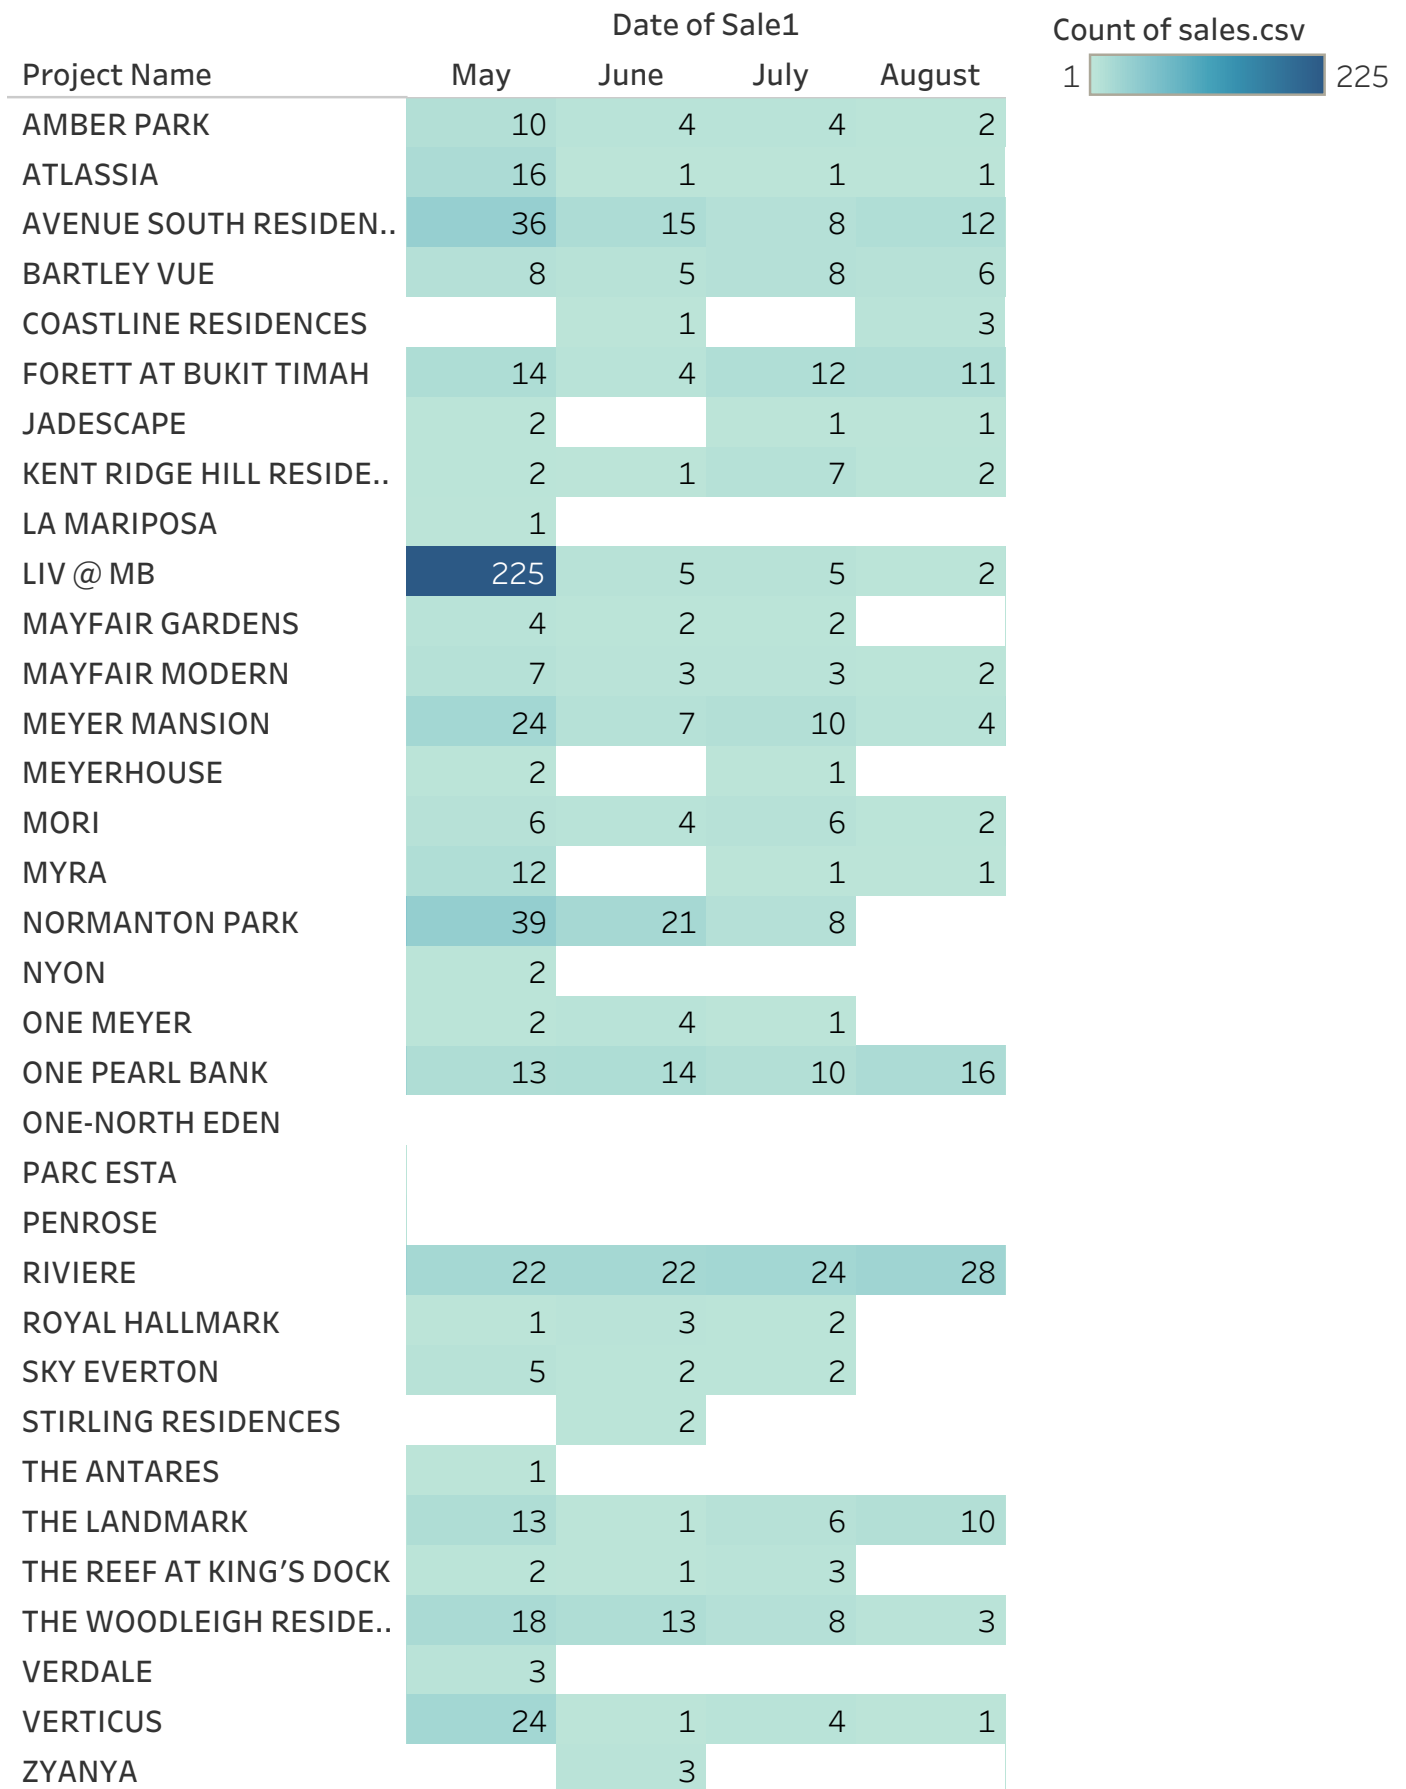 Date of Sale1
Count of sales.csv
Project Name May June July August
1 225
AMBER PARK 10 4 4 2
ATLASSIA 16 1 1 1
AVENUE SOUTH RESIDEN.. 36 15 8 12
BARTLEY VUE 8 5 8 6
COASTLINE RESIDENCES 1 3
FORETT AT BUKIT TIMAH 14 4 12 11
JADESCAPE 2 1 1
KENT RIDGE HILL RESIDE.. 2 1 7 2
LA MARIPOSA 1
LIV @ MB 225 5 5 2
MAYFAIR GARDENS 4 2 2
MAYFAIR MODERN 7 3 3 2
MEYER MANSION 24 7 10 4
MEYERHOUSE 2 1
MORI 6 4 6 2
MYRA 12 1 1
NORMANTON PARK 39 21 8
NYON 2
ONE MEYER 2 4 1
ONE PEARL BANK 13 14 10 16
ONE-NORTH EDEN
PARC ESTA
PENROSE
RIVIERE 22 22 24 28
ROYAL HALLMARK 1 3 2
SKY EVERTON 5 2 2
STIRLING RESIDENCES 2
THE ANTARES 1
THE LANDMARK 13 1 6 10
THE REEF AT KING’S DOCK 2 1 3
THE WOODLEIGH RESIDE.. 18 13 8 3
VERDALE 3
VERTICUS 24 1 4 1
ZYANYA 3